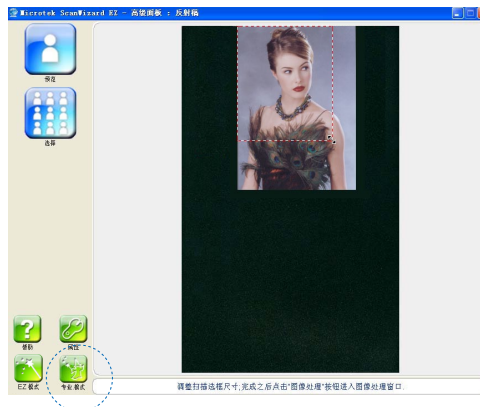 Microtek ScanWizard EZ - 高级面板 : 反射稿
预览
选择
帮助
属性
EZ 模式
专业模式
调整扫描选框尺寸;完成之后点击"图像处理"按钮进入图像处理窗口.